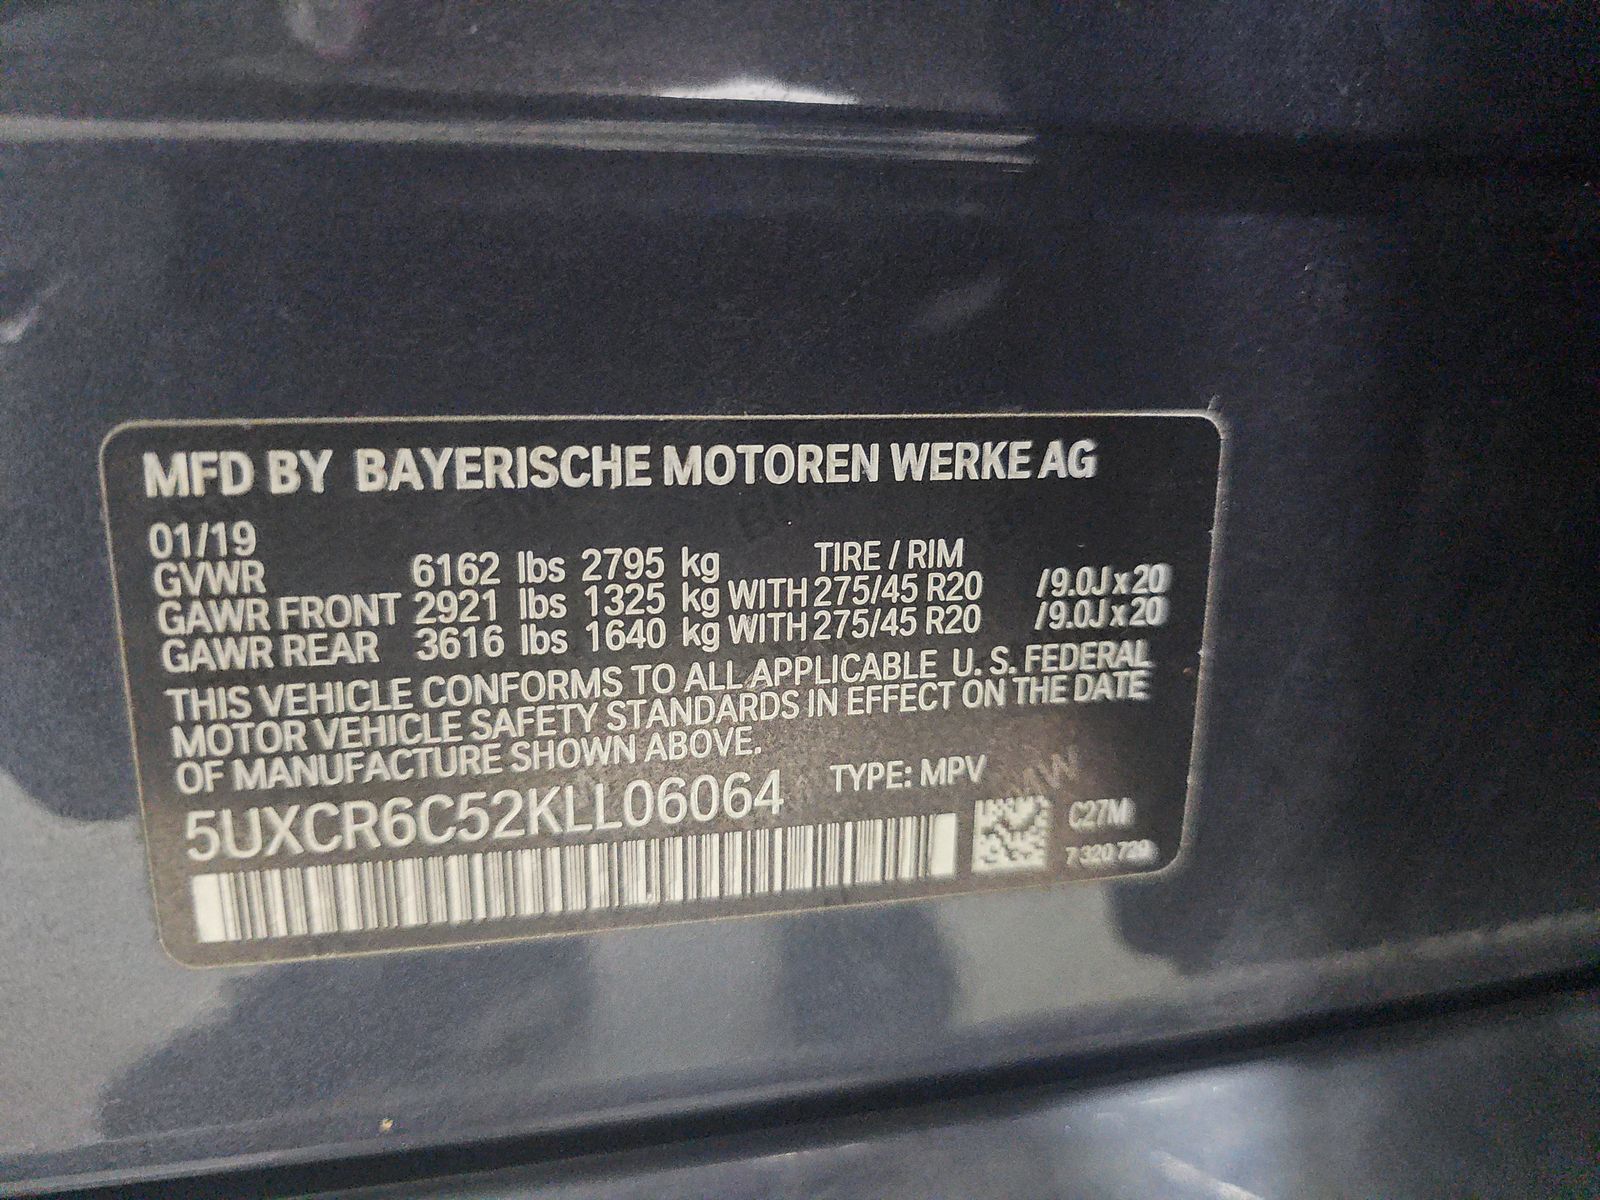 MFD BY BAYERISCHE MOTOREN WERKE AG
01/19
TIRE / RIM
GVWR 6162 lbs 2795 kg
GAWR FRONT 2921 lbs 1325 kg WITH 275/45 R20 /9.0J x 20
GAWR REAR 3616 lbs 1640 kg WITH 275/45 R20 /9.0J x 20
THIS VEHICLE CONFORMS TO ALL APPLICABLE U. S. FEDERAL
MOTOR VEHICLE SAFETY STANDARDS IN EFFECT ON THE DATE
OF MANUFACTURE SHOWN ABOVE.
5UXCR6C52KLL06064 TYPE: MPV
C27M
7 320 729